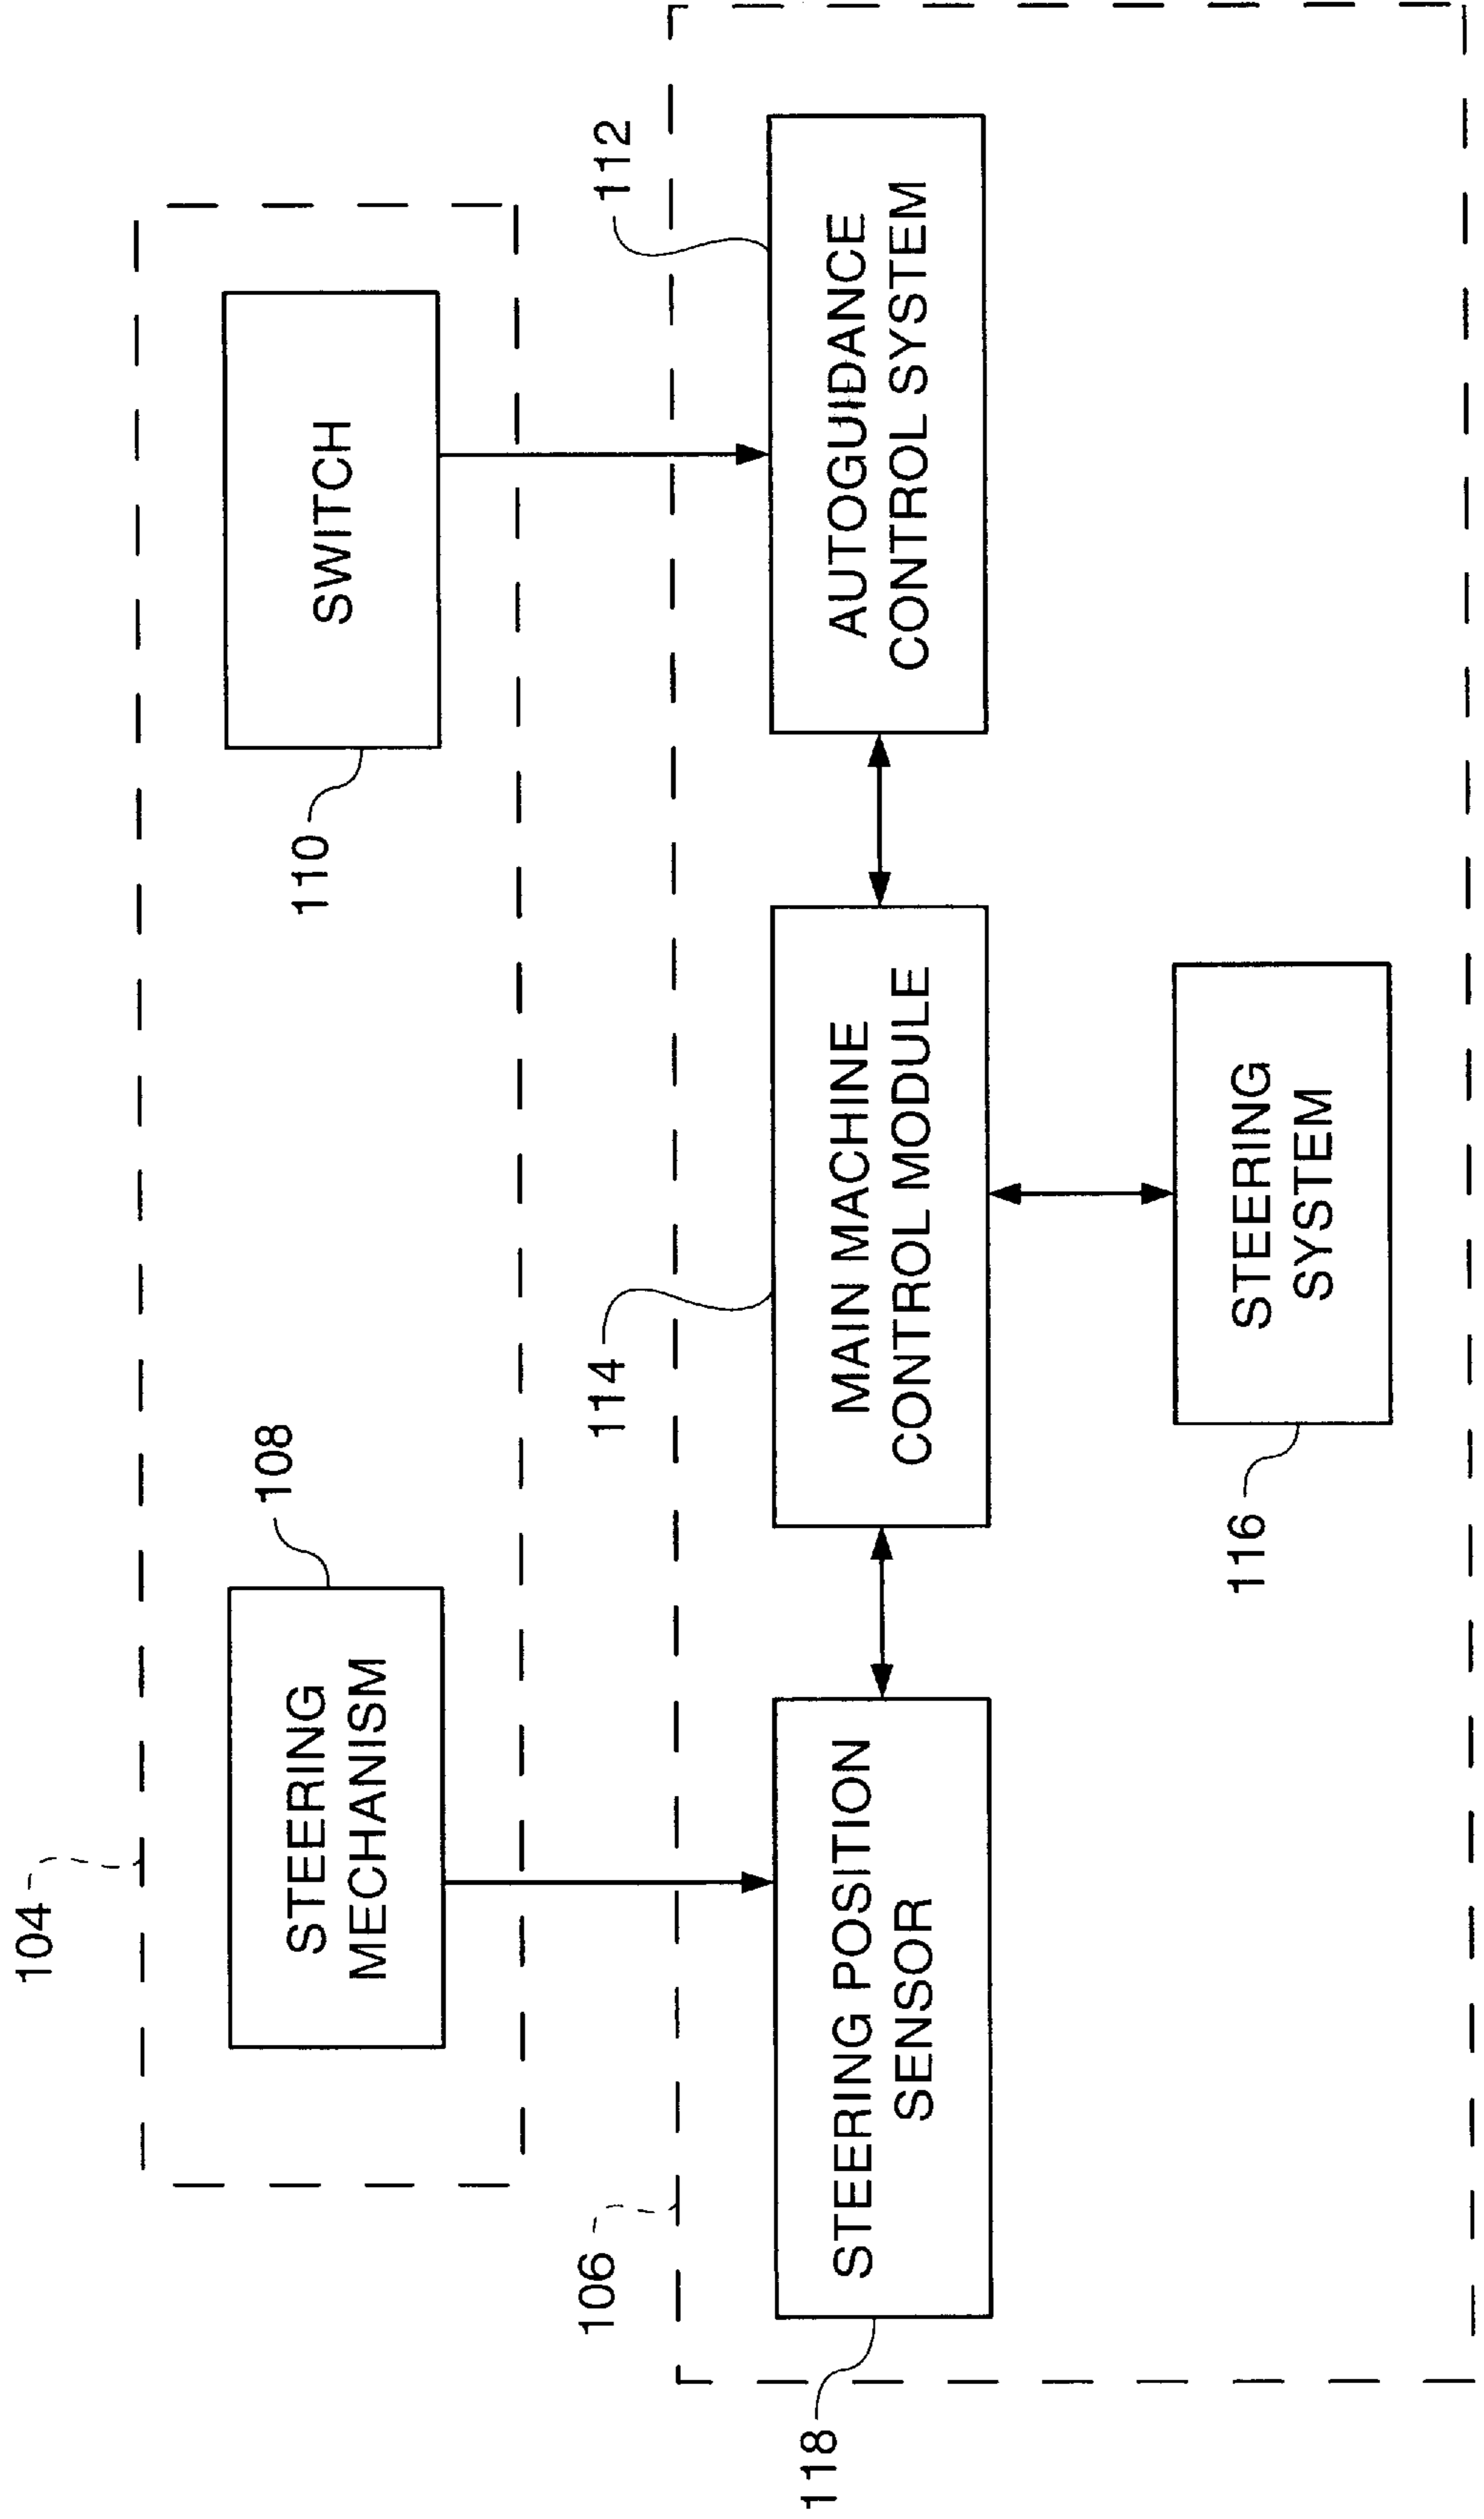 104
108
STEERING
MECHANISM
110
SWITCH
106
118
STEERING POSITION
SENSOR
114
MAIN MACHINE
CONTROL MODULE
112
AUTOGUIDANCE
CONTROL SYSTEM
116
STEERING
SYSTEM